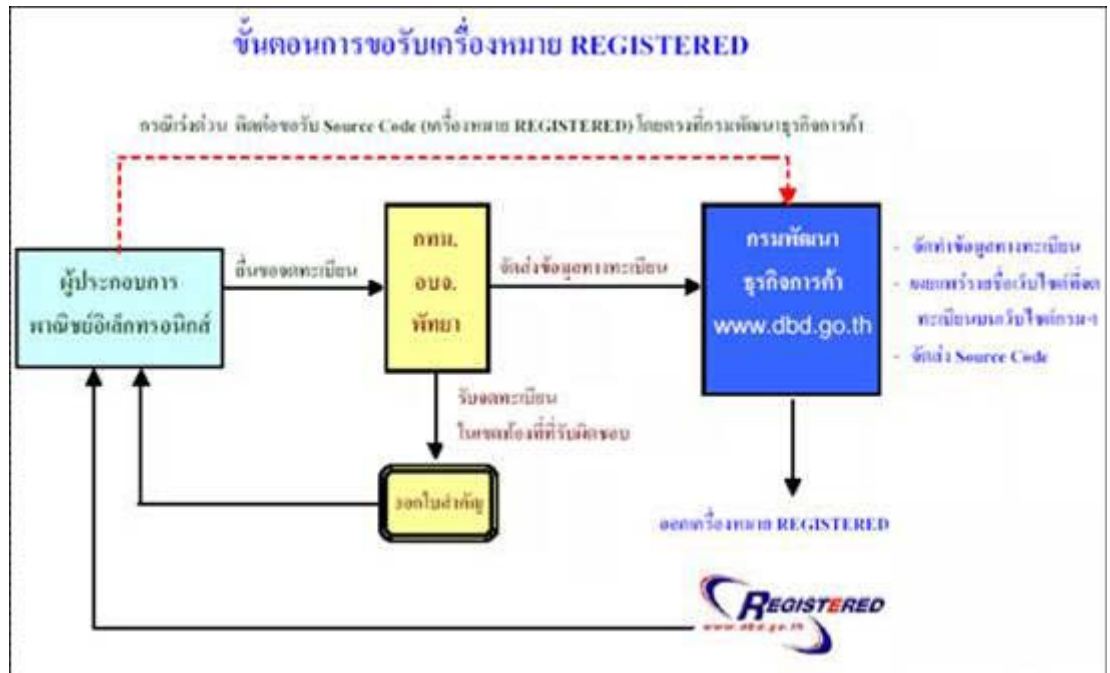 ขั้นตอนการขอรับเครื่องหมาย REGISTERED
กรณีเร่งด่วน ติดต่อขอรับ Source Code (เครื่องหมาย REGISTERED) โดยตรงที่กรมพัฒนาธุรกิจการค้า
ผู้ประกอบการ
พาณิชย์อิเล็กทรอนิกส์
ยื่นขอจดทะเบียน
กทม.
อบจ.
พัทยา
จัดส่งข้อมูลทางทะเบียน
กรมพัฒนา
ธุรกิจการค้า
www.dbd.go.th
- จัดทำข้อมูลทางทะเบียน
- เผยแพร่รายชื่อเว็บไซต์ที่จด
ทะเบียนบนเว็บไซต์กรมฯ
- จัดส่ง Source Code
รับจดทะเบียน
ในเขตท้องที่ที่รับผิดชอบ
ออกใบสำคัญ
ออกเครื่องหมาย REGISTERED
REGISTERED
www.dbd.go.th